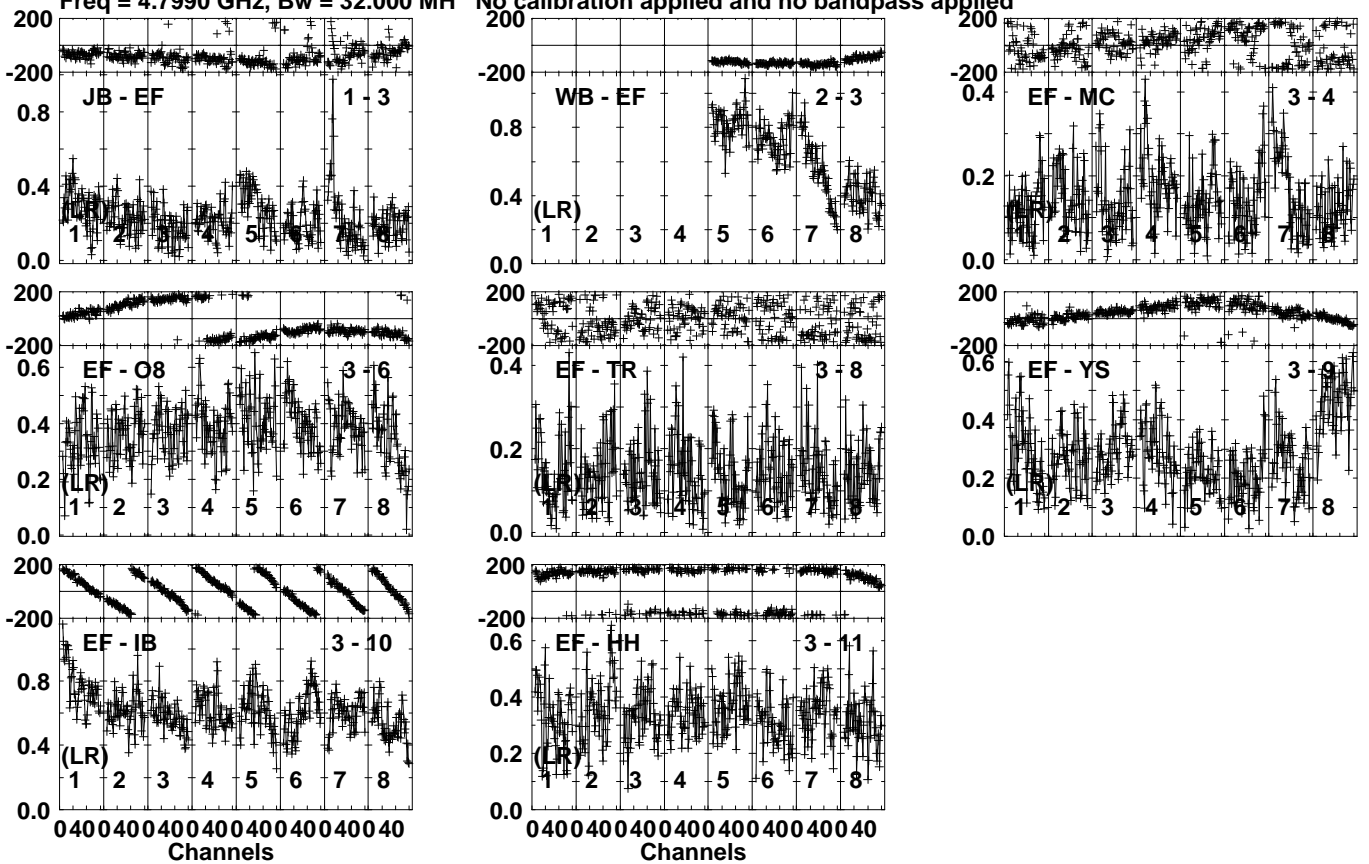 Freq = 4.7990 GHz, Bw = 32.000 MH No calibration applied and no bandpass applied
200
-200
JB - EF 1 - 3
0.8
0.4
0.0
(LR)
1 2 3 4 5 6 7 8
200
-200
WB - EF 2 - 3
0.8
0.4
0.0
(LR)
1 2 3 4 5 6 7 8
200
-200
EF - MC 3 - 4
0.4
0.2
0.0
(LR)
1 2 3 4 5 6 7 8
200
-200
EF - O8 3 - 6
0.6
0.4
0.2
0.0
(LR)
1 2 3 4 5 6 7 8
200
-200
EF - TR 3 - 8
0.4
0.2
0.0
(LR)
1 2 3 4 5 6 7 8
200
-200
EF - YS 3 - 9
0.6
0.4
0.2
0.0
(LR)
1 2 3 4 5 6 7 8
200
-200
EF - IB 3 - 10
0.8
0.4
0.0
(LR)
1 2 3 4 5 6 7 8
0 40 0 40 0 40 0 40 0 40 0 40 0 40 0 40
Channels
200
-200
EF - HH 3 - 11
0.6
0.4
0.2
0.0
(LR)
1 2 3 4 5 6 7 8
0 40 0 40 0 40 0 40 0 40 0 40 0 40 0 40
Channels